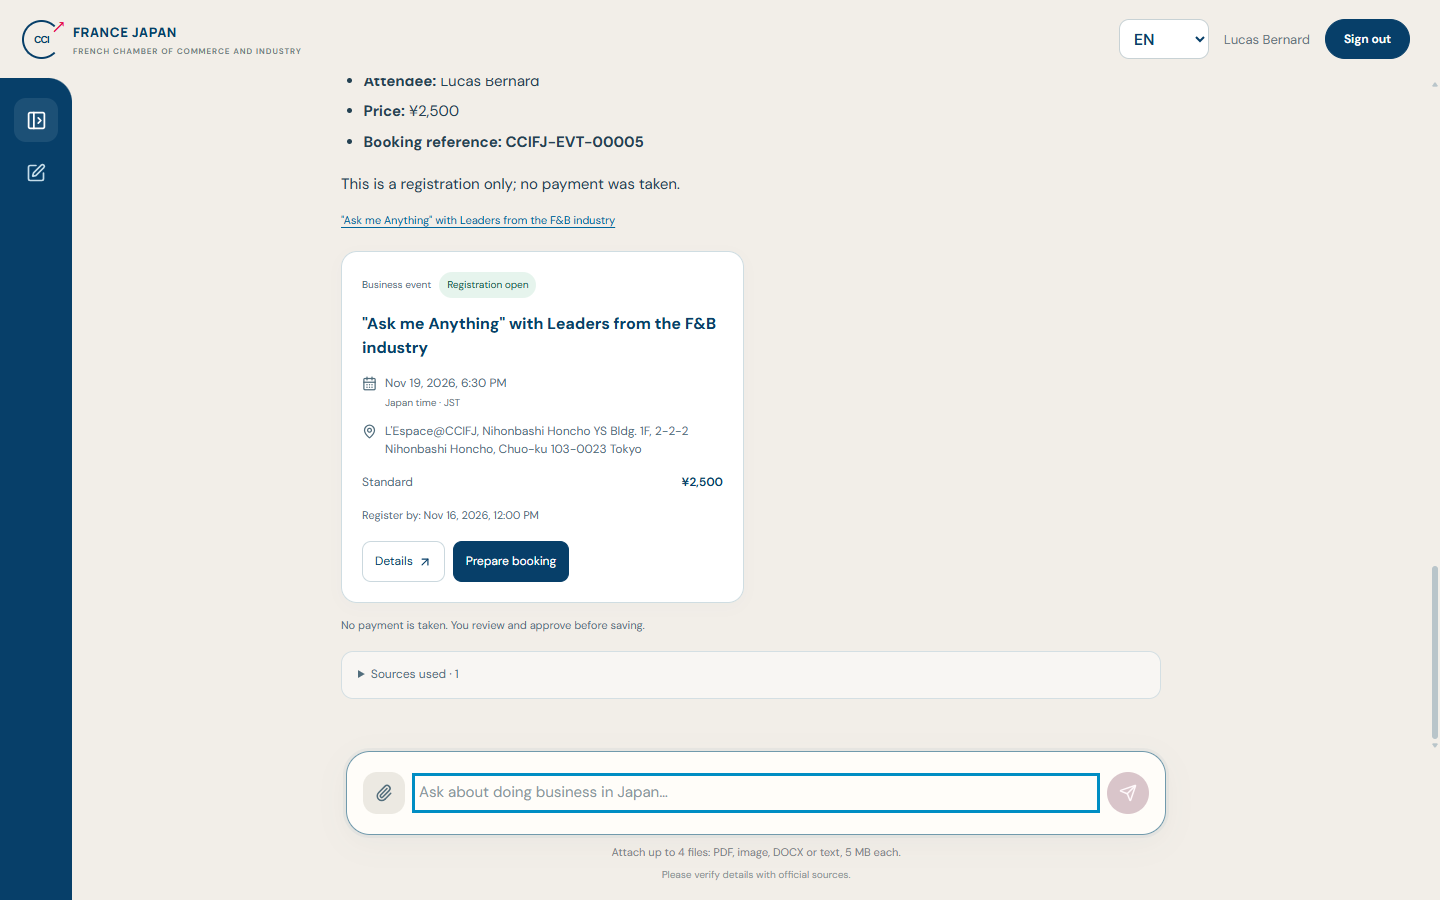 CCI
FRANCE JAPAN
FRENCH CHAMBER OF COMMERCE AND INDUSTRY
EN
Lucas Bernard
Sign out
Attendee: Lucas Bernard
Price: ¥2,500
Booking reference: CCIFJ-EVT-00005
This is a registration only; no payment was taken.
"Ask me Anything" with Leaders from the F&B industry
Business event
Registration open
"Ask me Anything" with Leaders from the F&B
industry
Nov 19, 2026, 6:30 PM
Japan time · JST
L'Espace@CCIFJ, Nihonbashi Honcho YS Bldg. 1F, 2-2-2
Nihonbashi Honcho, Chuo-ku 103-0023 Tokyo
Standard
¥2,500
Register by: Nov 16, 2026, 12:00 PM
Details
Prepare booking
No payment is taken. You review and approve before saving.
Sources used · 1
Ask about doing business in Japan...
Attach up to 4 files: PDF, image, DOCX or text, 5 MB each.
Please verify details with official sources.